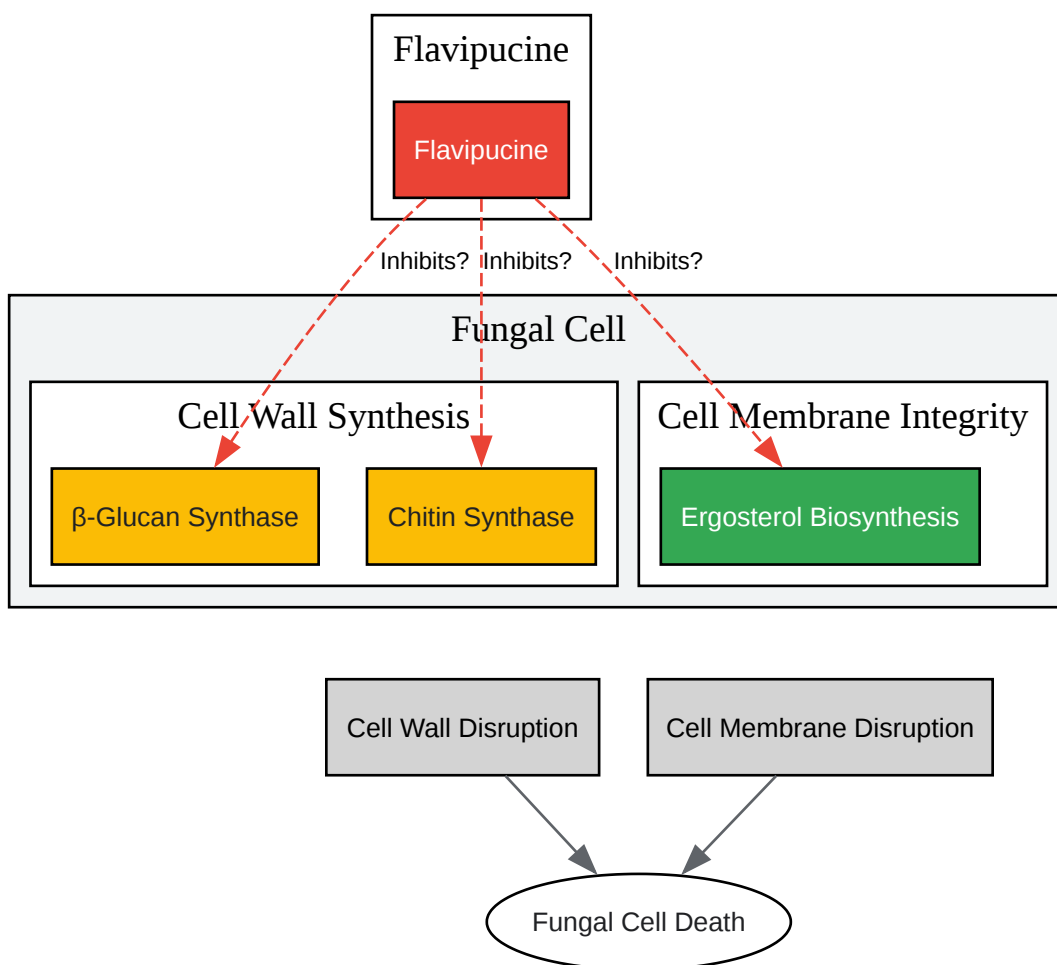 Flavipucine
Flavipucine
Inhibits? Inhibits? Inhibits?
Fungal Cell
Cell Wall Synthesis Cell Membrane Integrity
β-Glucan Synthase Chitin Synthase Ergosterol Biosynthesis
Cell Wall Disruption Cell Membrane Disruption
Fungal Cell Death